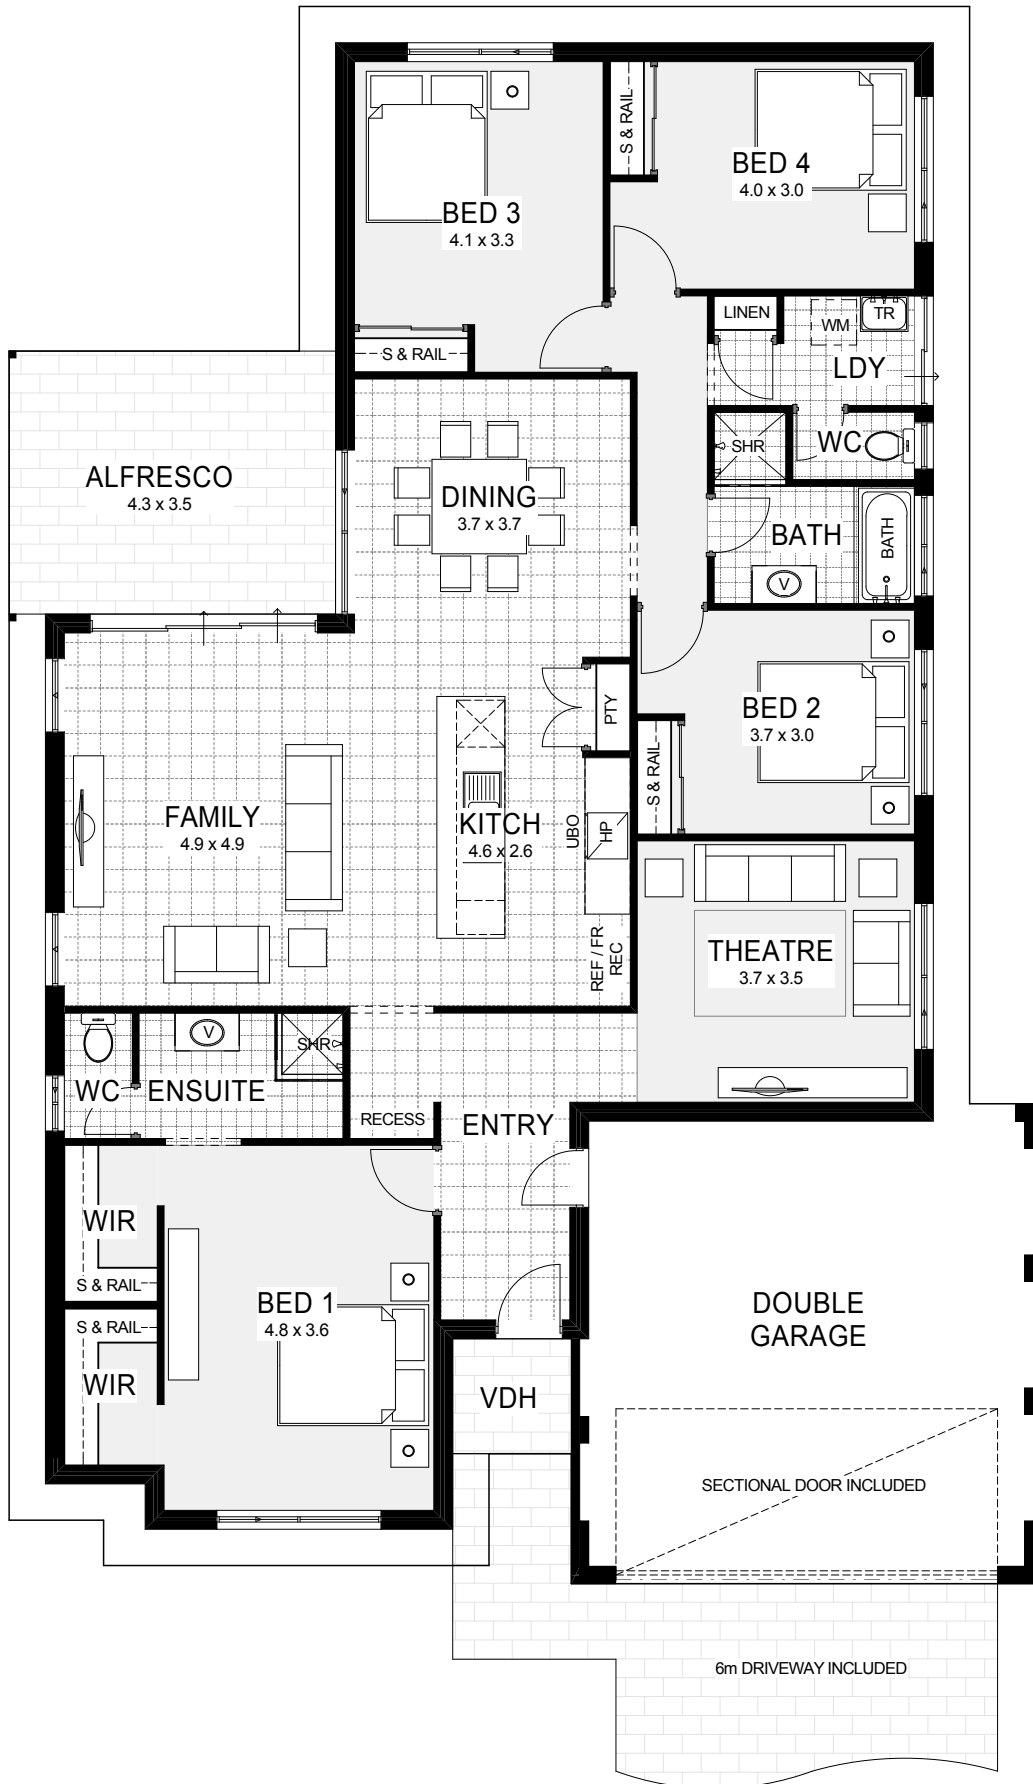 S & RAIL
BED 4
4.0 x 3.0
BED 3
4.1 x 3.3
LINEN
WM
TR
S & RAIL
LDY
SHR
WC
ALFRESCO
4.3 x 3.5
DINING
3.7 x 3.7
BATH
BATH
V
PTY
BED 2
3.7 x 3.0
S & RAIL
FAMILY
4.9 x 4.9
KITCH
4.6 x 2.6
UBO
HP
REF / FR
REC
THEATRE
3.7 x 3.5
V
SHR
WC
ENSUITE
RECESS
ENTRY
WIR
S & RAIL
S & RAIL
WIR
BED 1
4.8 x 3.6
DOUBLE
GARAGE
VDH
SECTIONAL DOOR INCLUDED
6m DRIVEWAY INCLUDED